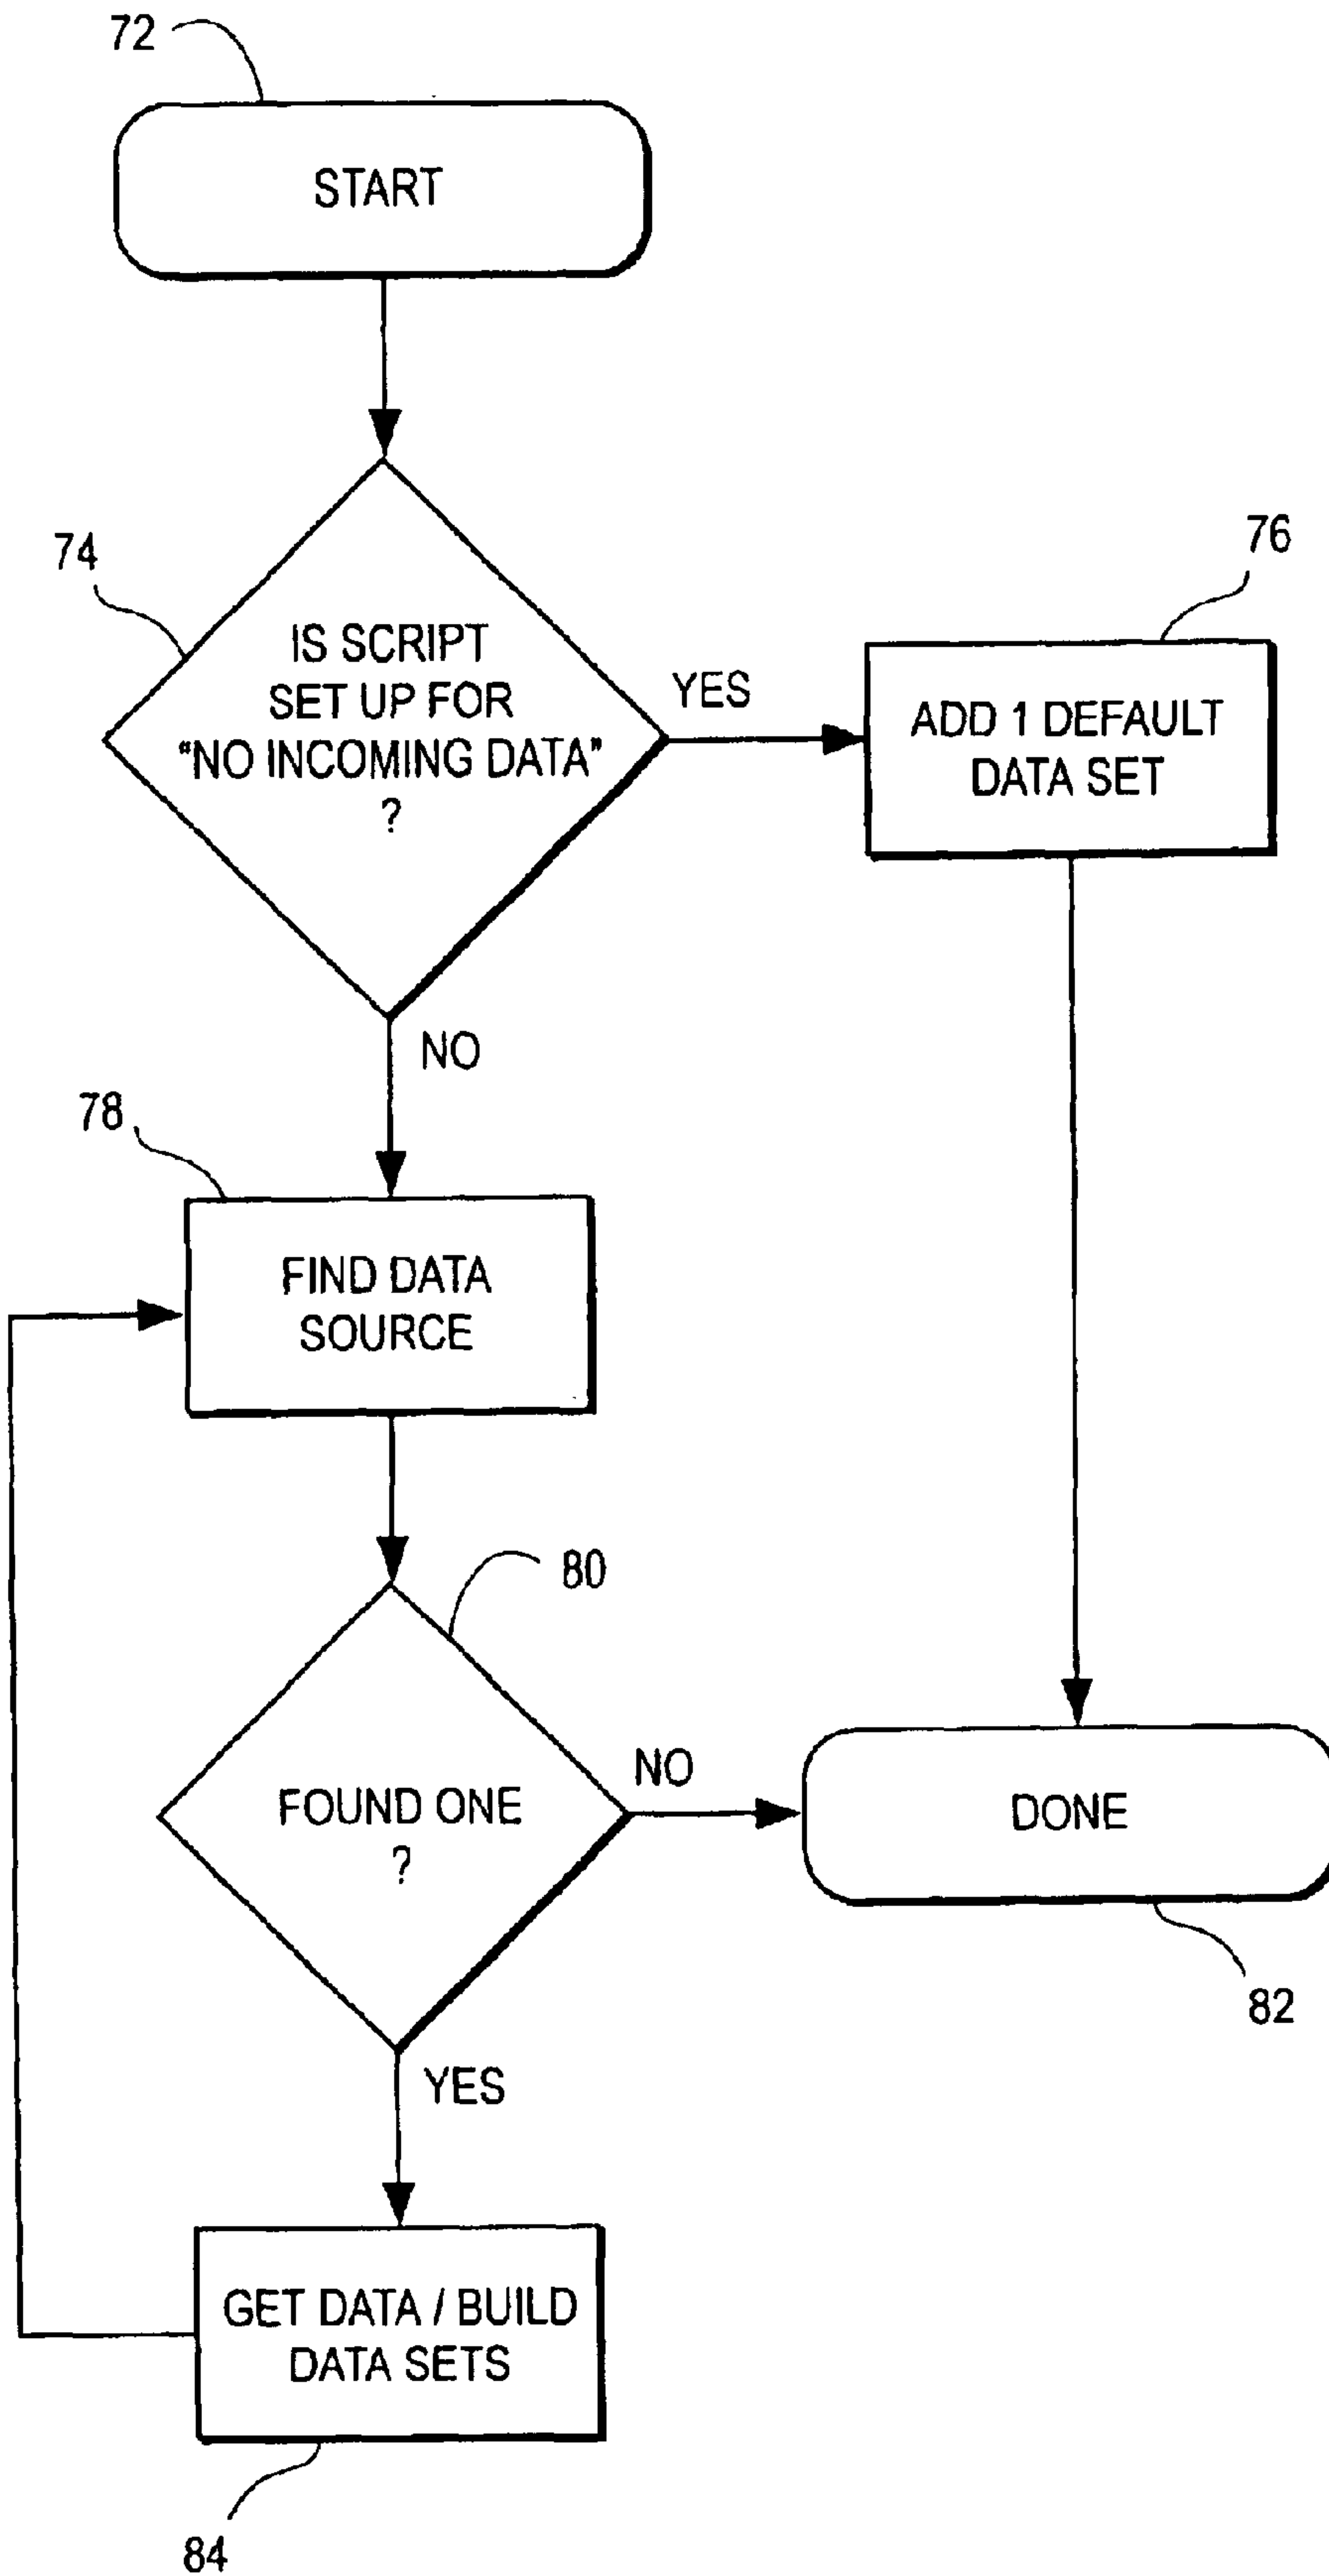 72
START
74
IS SCRIPT
SET UP FOR
"NO INCOMING DATA"
?
YES
76
ADD 1 DEFAULT
DATA SET
NO
78
FIND DATA
SOURCE
80
FOUND ONE
?
NO
DONE
82
YES
GET DATA / BUILD
DATA SETS
84